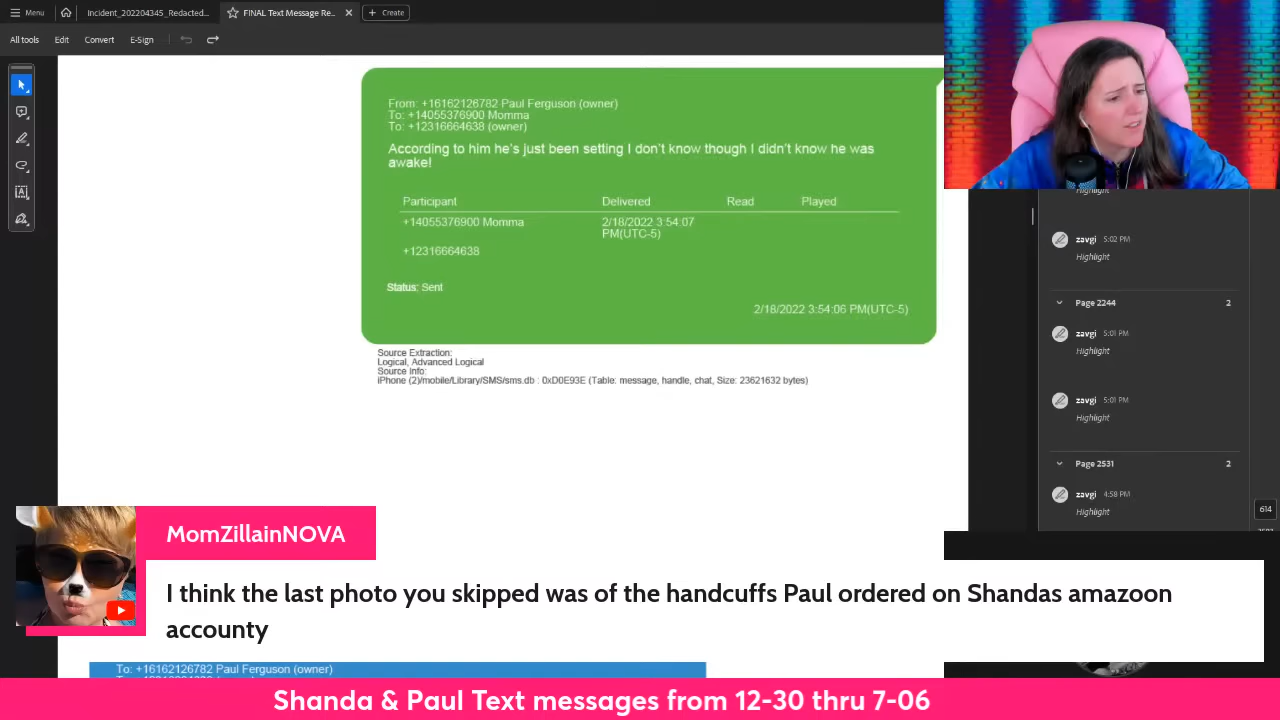 Menu
Incident_202204345_Redacted...
FINAL Text Message Re...
Create
All tools
Edit
Convert
E-Sign
From: +16162126782 Paul Ferguson (owner)
To: +14055376900 Momma
To: +12316664638 (owner)
According to him he's just been setting I don't know though I didn't know he was
awake!
Participant Delivered Read Played
+14055376900 Momma 2/18/2022 3:54:07
PM(UTC-5)
+12316664638
Status: Sent
2/18/2022 3:54:06 PM(UTC-5)
Source Extraction:
Logical, Advanced Logical
Source Info:
iPhone (2)/mobile/Library/SMS/sms.db : 0xD0E93E (Table: message, handle, chat, Size: 23621632 bytes)
Highlight
zavgi 5:02 PM
Highlight
Page 2244 2
zavgi 5:01 PM
Highlight
zavgi 5:01 PM
Highlight
Page 2531 2
zavgi 4:58 PM
Highlight
614
MomZillainNOVA
I think the last photo you skipped was of the handcuffs Paul ordered on Shandas amazoon
accounty
To: +16162126782 Paul Ferguson (owner)
Shanda & Paul Text messages from 12-30 thru 7-06